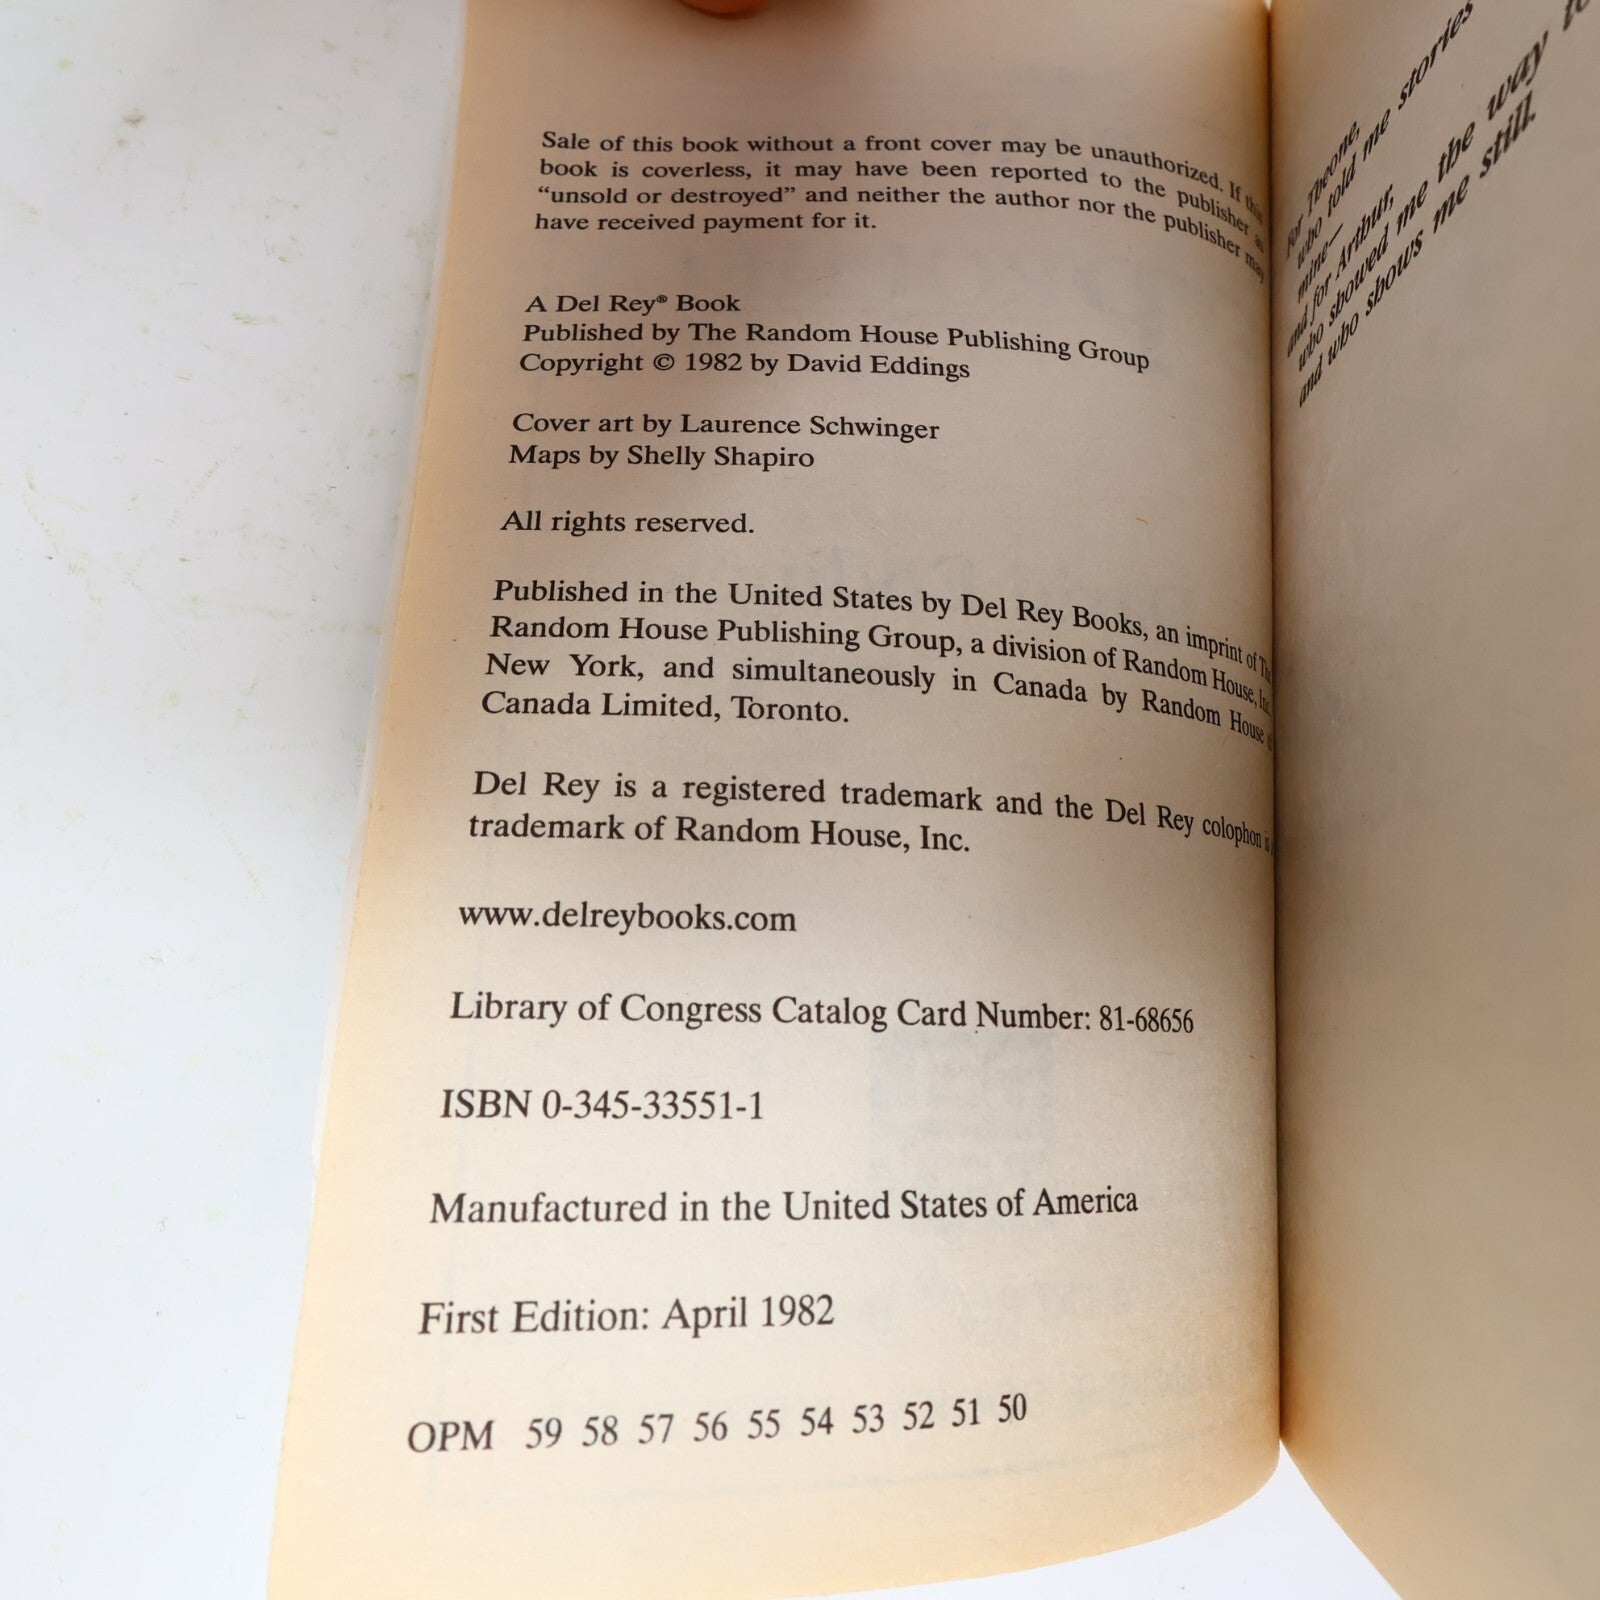 Sale of this book without a front cover may be unauthorized. If this
book is coverless, it may have been reported to the publisher as
“unsold or destroyed” and neither the author nor the publisher may
have received payment for it.
A Del Rey® Book
Published by The Random House Publishing Group
Copyright © 1982 by David Eddings
Cover art by Laurence Schwinger
Maps by Shelly Shapiro
All rights reserved.
Published in the United States by Del Rey Books, an imprint of The
Random House Publishing Group, a division of Random House, Inc.
New York, and simultaneously in Canada by Random House of
Canada Limited, Toronto.
Del Rey is a registered trademark and the Del Rey colophon is a
trademark of Random House, Inc.
www.delreybooks.com
Library of Congress Catalog Card Number: 81-68656
ISBN 0-345-33551-1
Manufactured in the United States of America
First Edition: April 1982
OPM 59 58 57 56 55 54 53 52 51 50
For Theone,
who told me stories
mine—
and for Arthur,
who showed me the way to
and who shows me still.